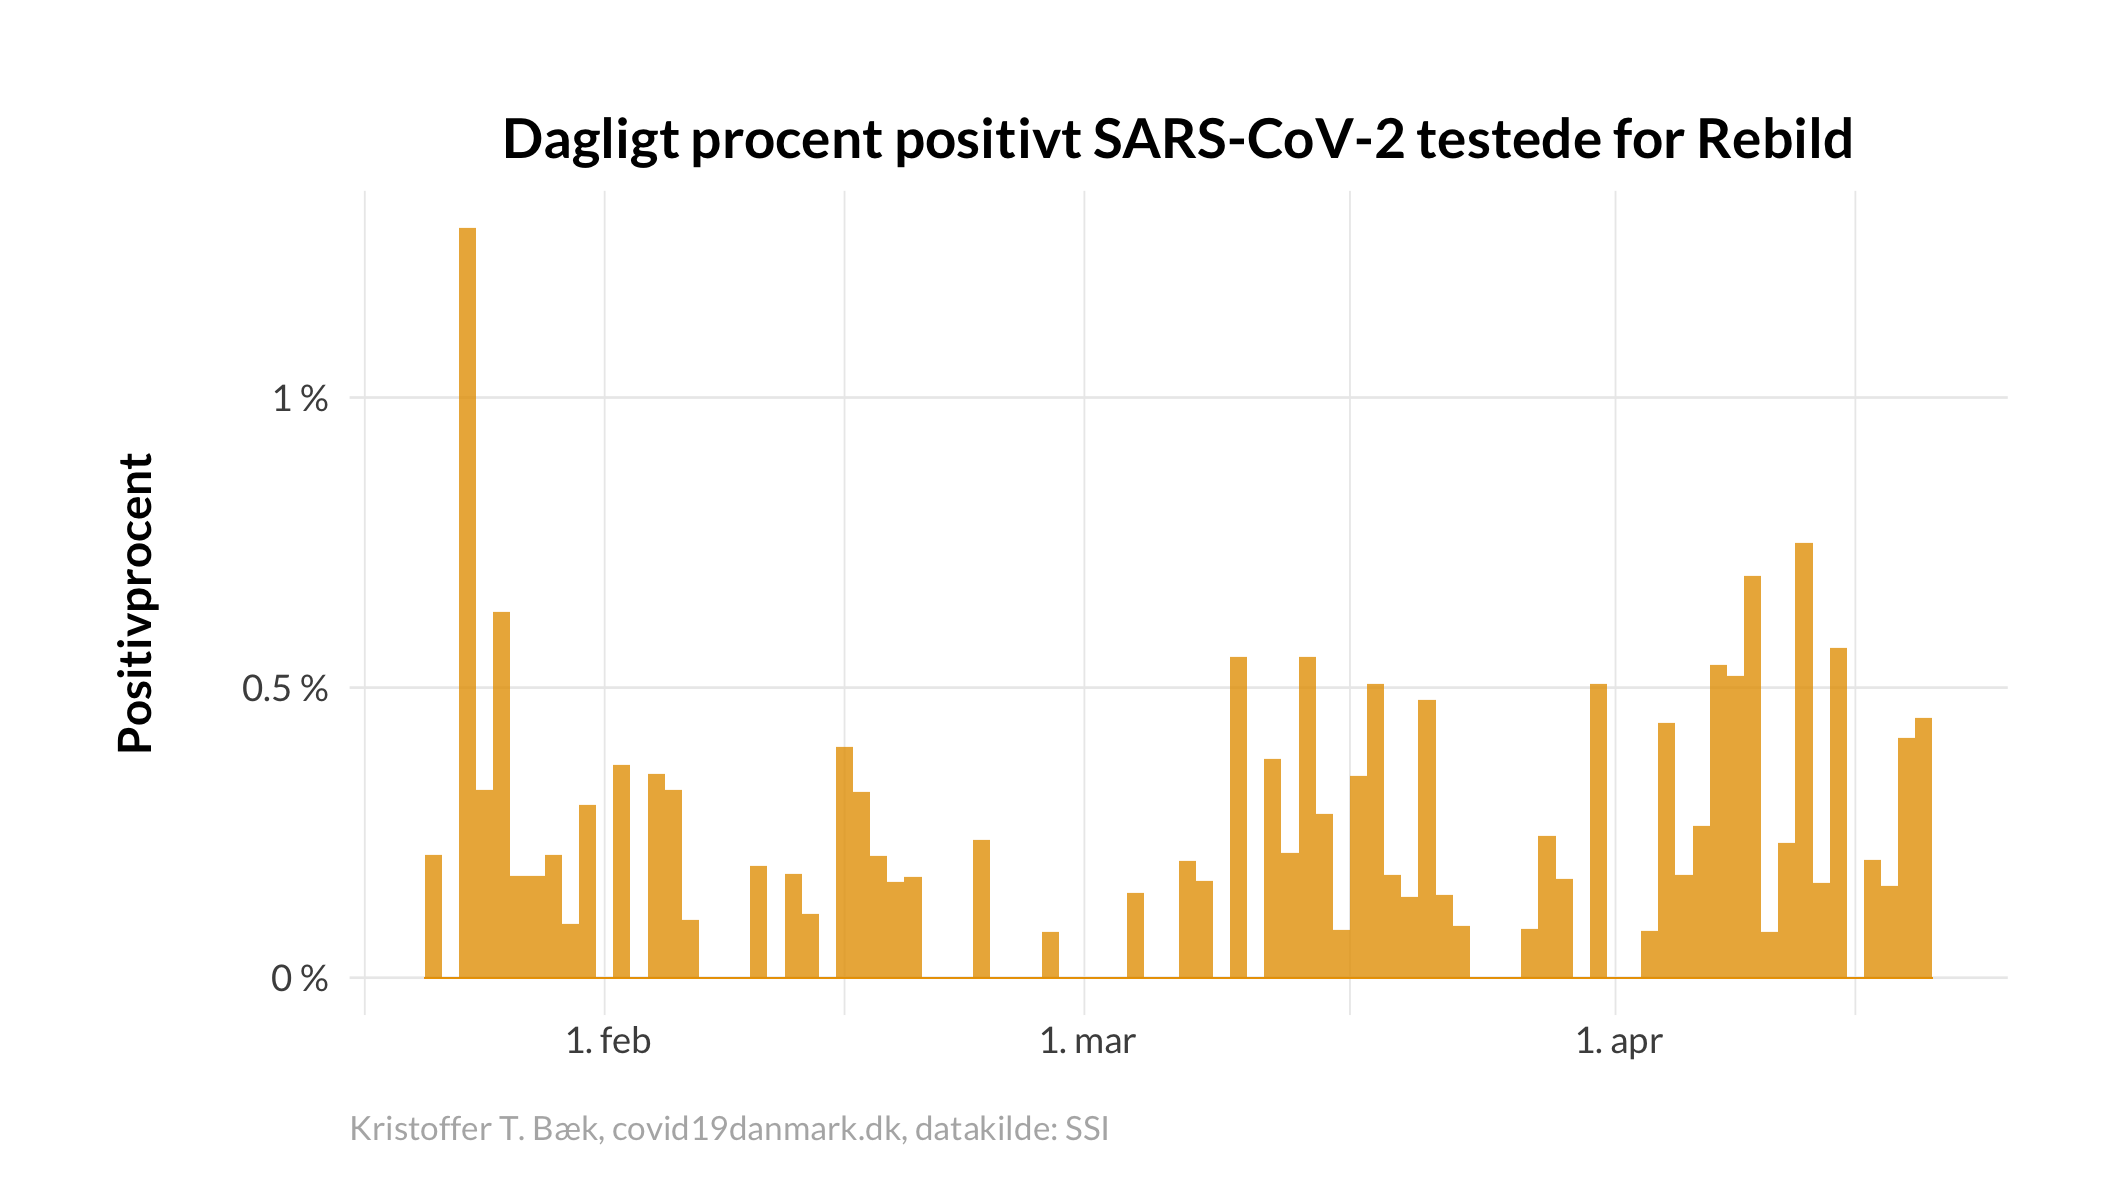 Dagligt procent positivt SARS-CoV-2 testede for Rebild
Positivprocent
1 %
0.5 %
0 %
1. feb
1. mar
1. apr
Kristoffer T. Bæk, covid19danmark.dk, datakilde: SSI